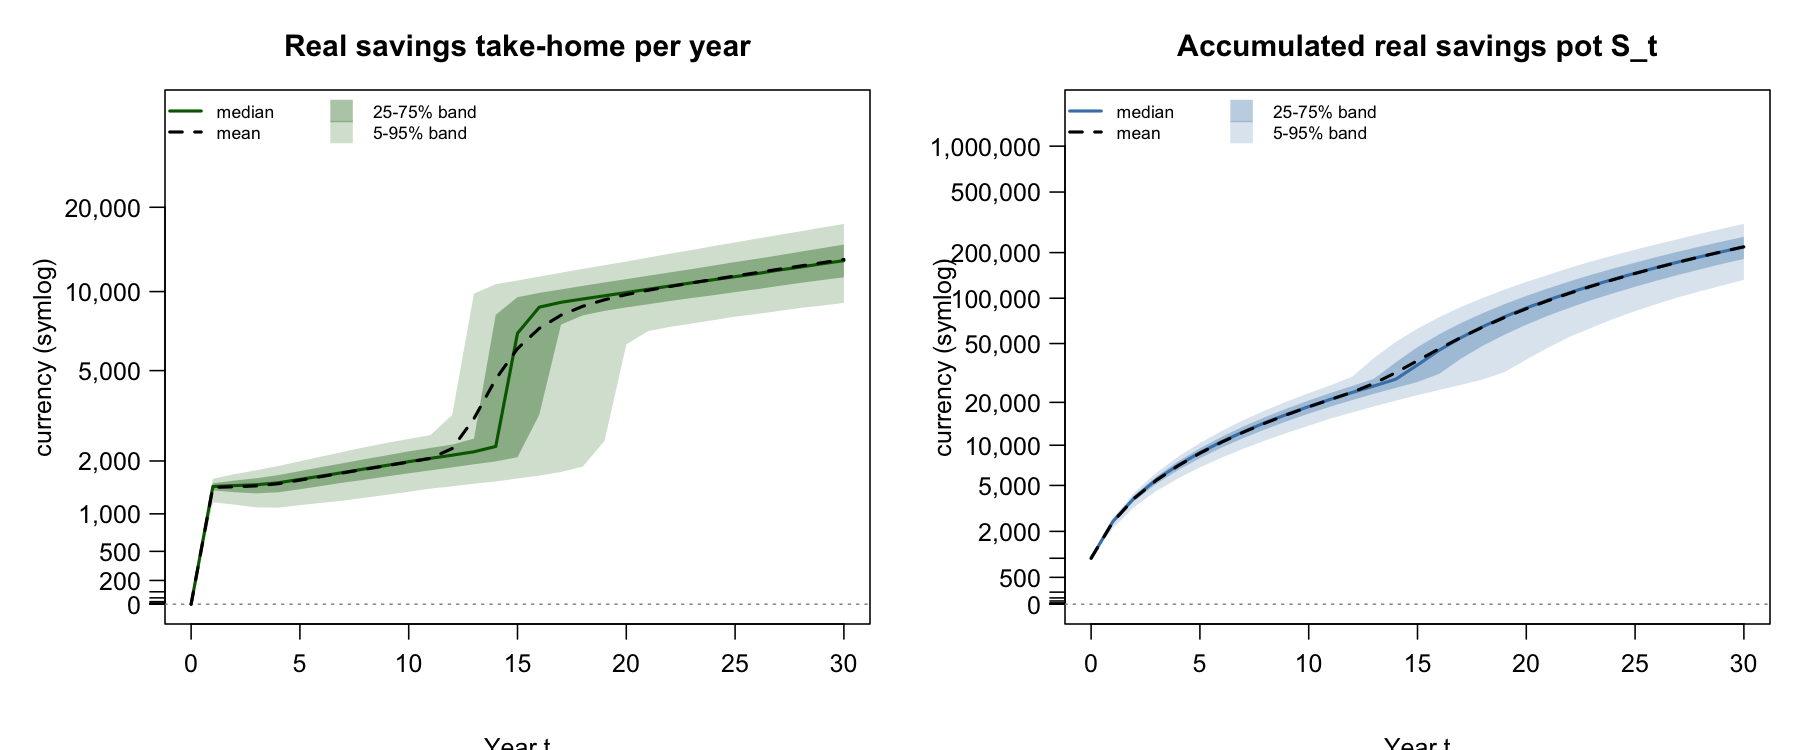 Real savings take-home per year
median
mean
25-75% band
5-95% band
currency (symlog)
20,000
10,000
5,000
2,000
1,000
500
200
0
0 5 10 15 20 25 30
Year t
Accumulated real savings pot S_t
median
mean
25-75% band
5-95% band
currency (symlog)
1,000,000
500,000
200,000
100,000
50,000
20,000
10,000
5,000
2,000
500
0
0 5 10 15 20 25 30
Year t